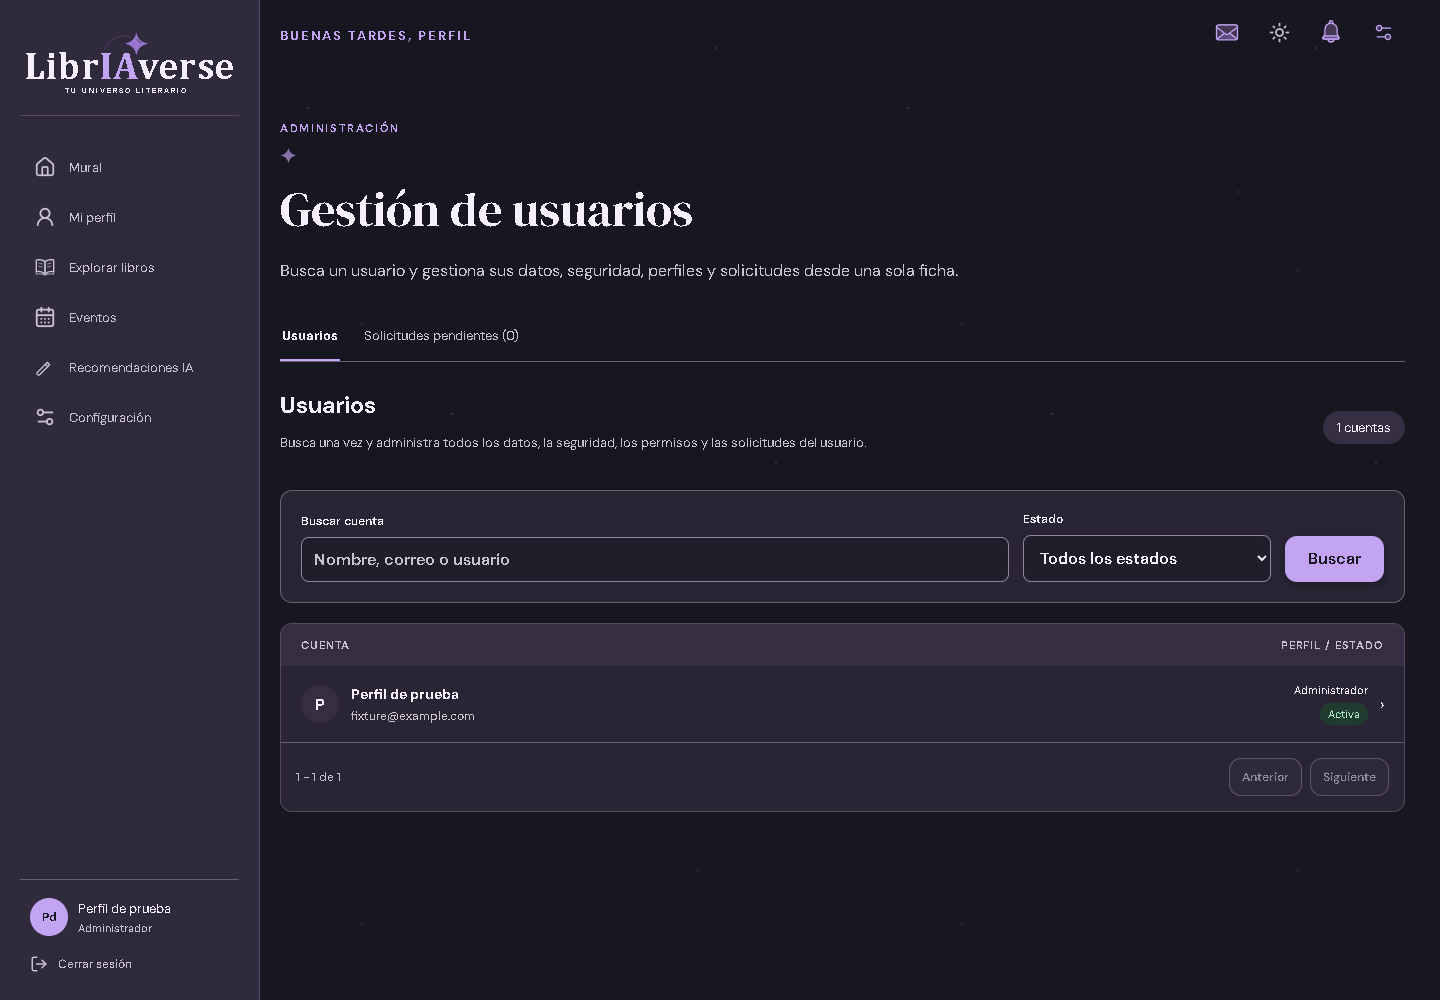 LibrIAverse
TU UNIVERSO LITERARIO
Mural
Mi perfil
Explorar libros
Eventos
Recomendaciones IA
Configuración
Perfil de prueba
Pd
Administrador
Cerrar sesión
BUENAS TARDES, PERFIL
ADMINISTRACIÓN
Gestión de usuarios
Busca un usuario y gestiona sus datos, seguridad, perfiles y solicitudes desde una sola ficha.
Usuarios
Solicitudes pendientes (0)
Usuarios
Busca una vez y administra todos los datos, la seguridad, los permisos y las solicitudes del usuario.
1 cuentas
Buscar cuenta
Nombre, correo o usuario
Estado
Todos los estados
Buscar
CUENTA
PERFIL / ESTADO
P
Perfil de prueba
fixture@example.com
Administrador
Activa
1 – 1 de 1
Anterior
Siguiente